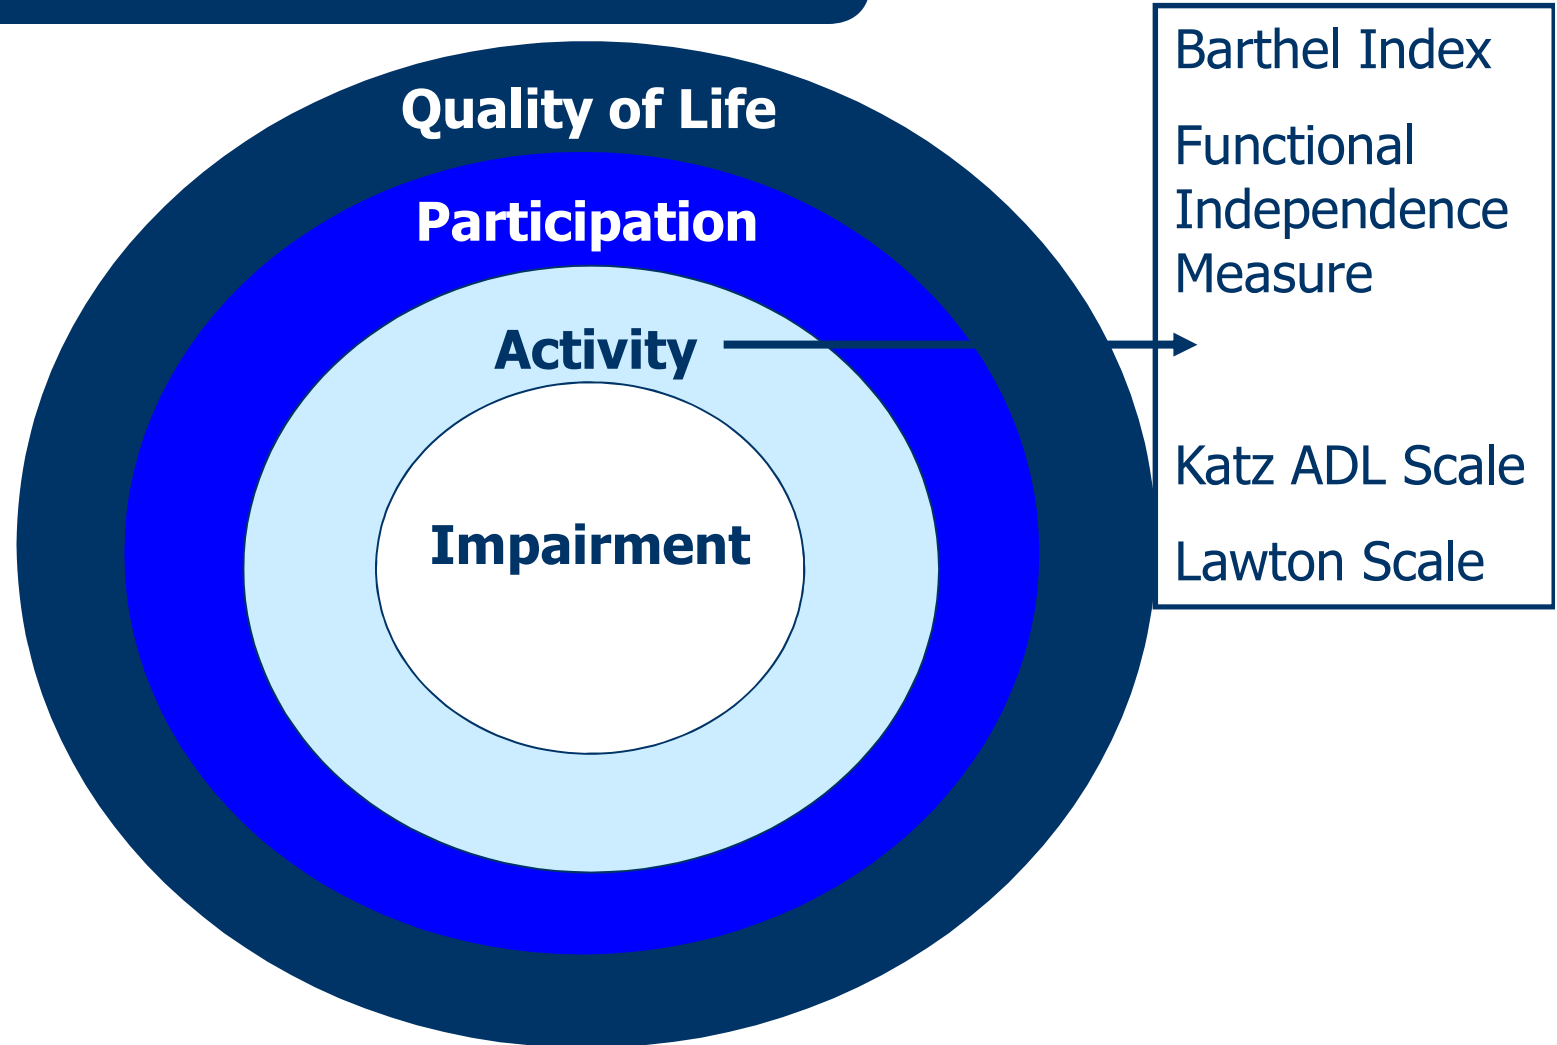 Quality of Life
Participation
Activity
Impairment
Barthel Index
Functional
Independence
Measure
Katz ADL Scale
Lawton Scale